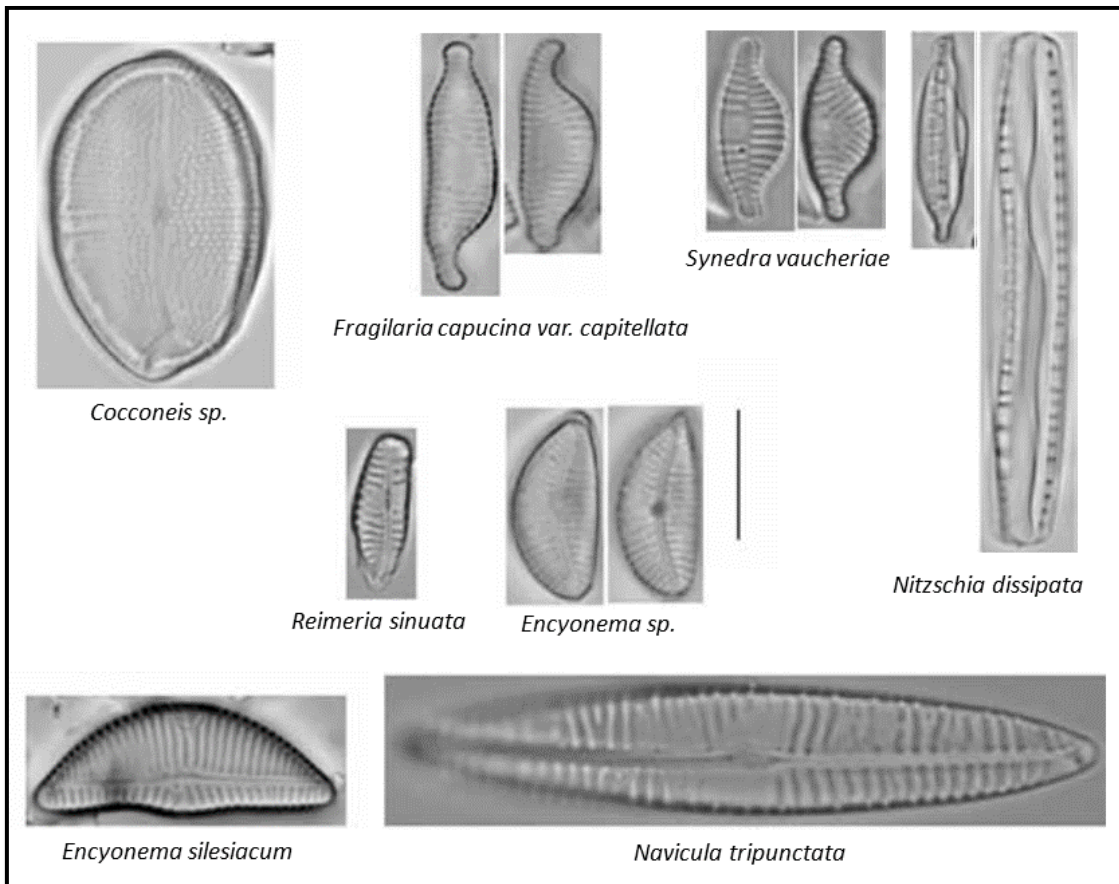 Cocconeis sp.
Fragilaria capucina var. capitellata
Synedra vaucheriae
Nitzschia dissipata
Reimeria sinuata
Encyonema sp.
Encyonema silesiacum
Navicula tripunctata